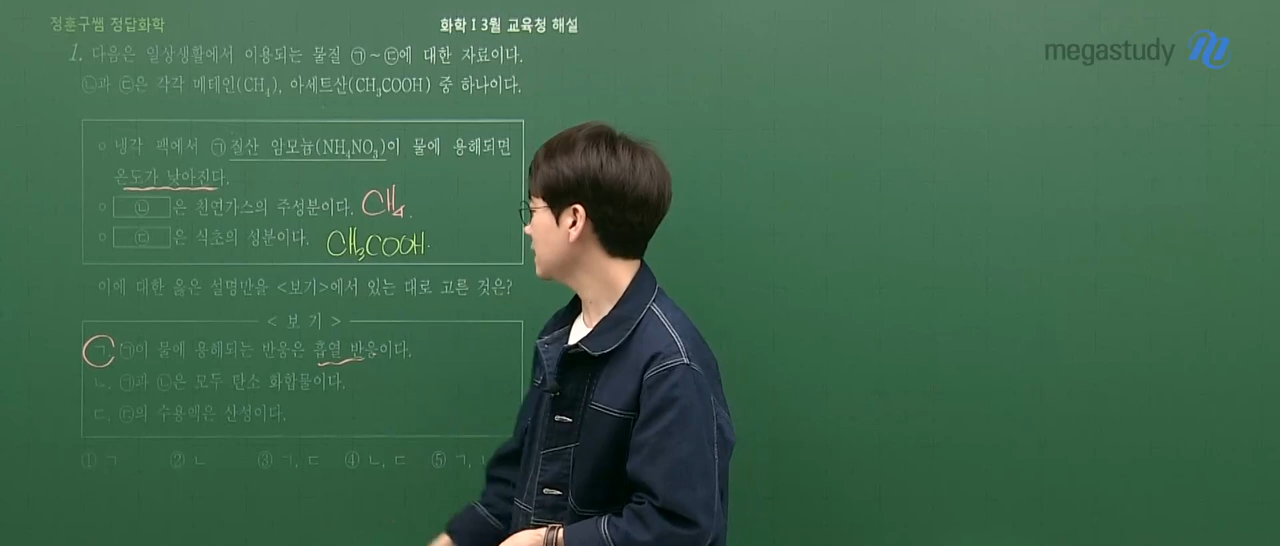 정훈구쌤 정답화학
화학 I 3월 교육청 해설
megastudy
1. 다음은 일상생활에서 이용되는 물질 ㉠~㉢에 대한 자료이다.
㉡과 ㉢은 각각 메테인(CH₄), 아세트산(CH₃COOH) 중 하나이다.
○ 냉각 팩에서 ㉠질산 암모늄(NH₄NO₃)이 물에 용해되면
온도가 낮아진다.
○ ㉡ 은 천연가스의 주성분이다. CH₄.
○ ㉢ 은 식초의 성분이다. CH₃COOH.
이에 대한 옳은 설명만을 <보기>에서 있는 대로 고른 것은?
< 보 기 >
ㄱ. ㉠이 물에 용해되는 반응은 흡열 반응이다.
ㄴ. ㉠과 ㉡은 모두 탄소 화합물이다.
ㄷ. ㉢의 수용액은 산성이다.
① ㄱ ② ㄴ ③ ㄱ, ㄷ ④ ㄴ, ㄷ ⑤ ㄱ,